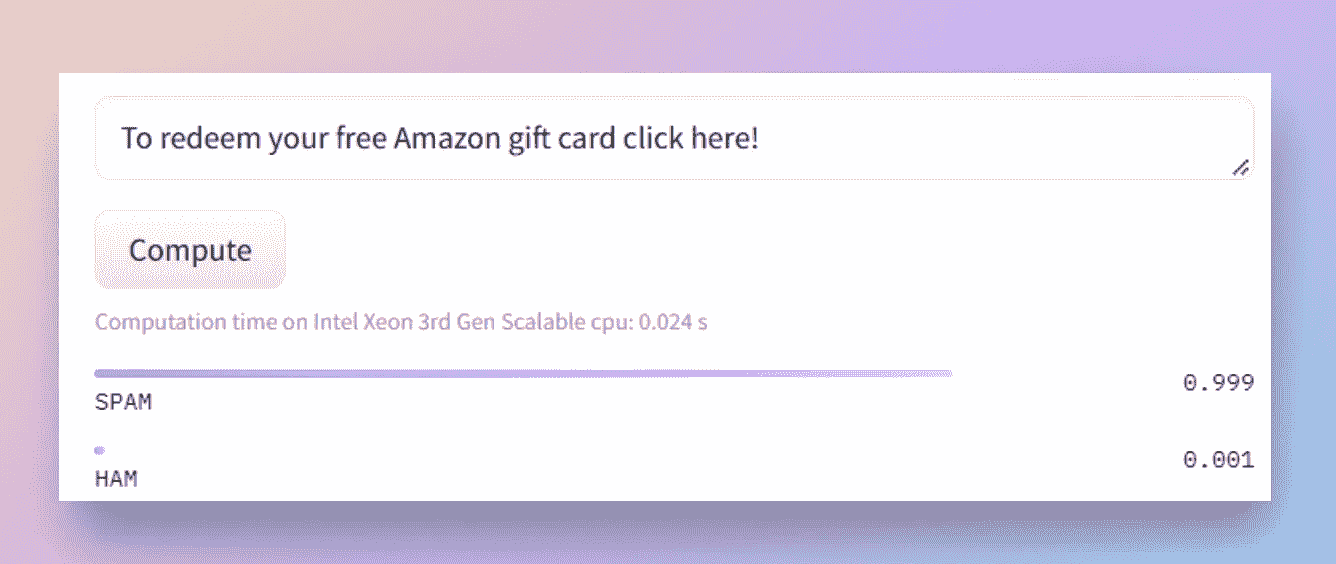 To redeem your free Amazon gift card click here!
Compute
Computation time on Intel Xeon 3rd Gen Scalable cpu: 0.024 s
0.999
SPAM
0.001
HAM